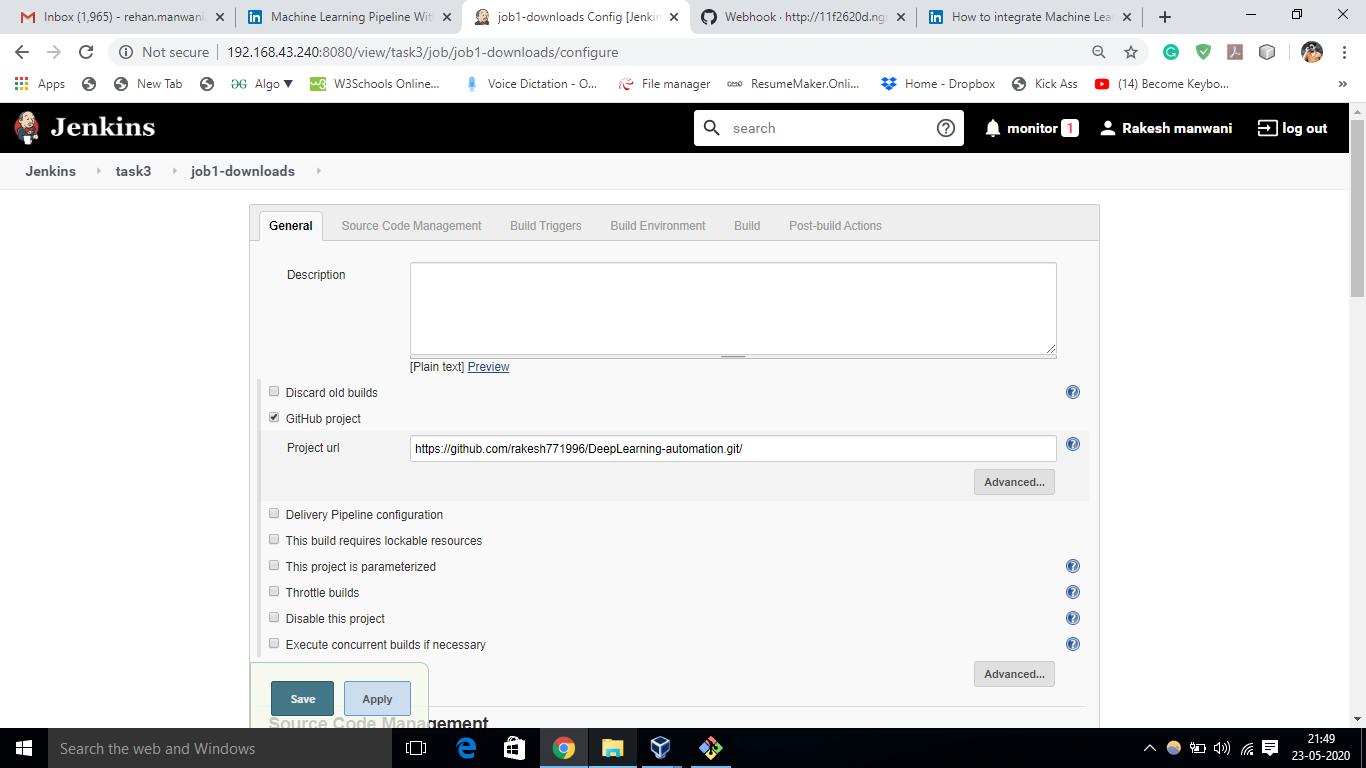 Inbox (1,965) - rehan.manwani.
Machine Learning Pipeline Wit
job1-downloads Config [Jenkin
Webhook · http://11f2620d.ng
How to integrate Machine Lea
Not secure
192.168.43.240:8080/view/task3/job/job1-downloads/configure
Apps
New Tab
Algo
W3Schools Online...
Voice Dictation - O...
File manager
ResumeMaker.Onli...
Home - Dropbox
Kick Ass
(14) Become Keybo...
»
Jenkins
search
monitor 1
Rakesh manwani
log out
Jenkins
task3
job1-downloads
General
Source Code Management
Build Triggers
Build Environment
Build
Post-build Actions
Description
[Plain text] Preview
Discard old builds
GitHub project
Project url
https://github.com/rakesh771996/DeepLearning-automation.git/
Advanced...
Delivery Pipeline configuration
This build requires lockable resources
This project is parameterized
Throttle builds
Disable this project
Execute concurrent builds if necessary
Advanced...
Save
Apply
Source Code Management
Search the web and Windows
21:49
23-05-2020